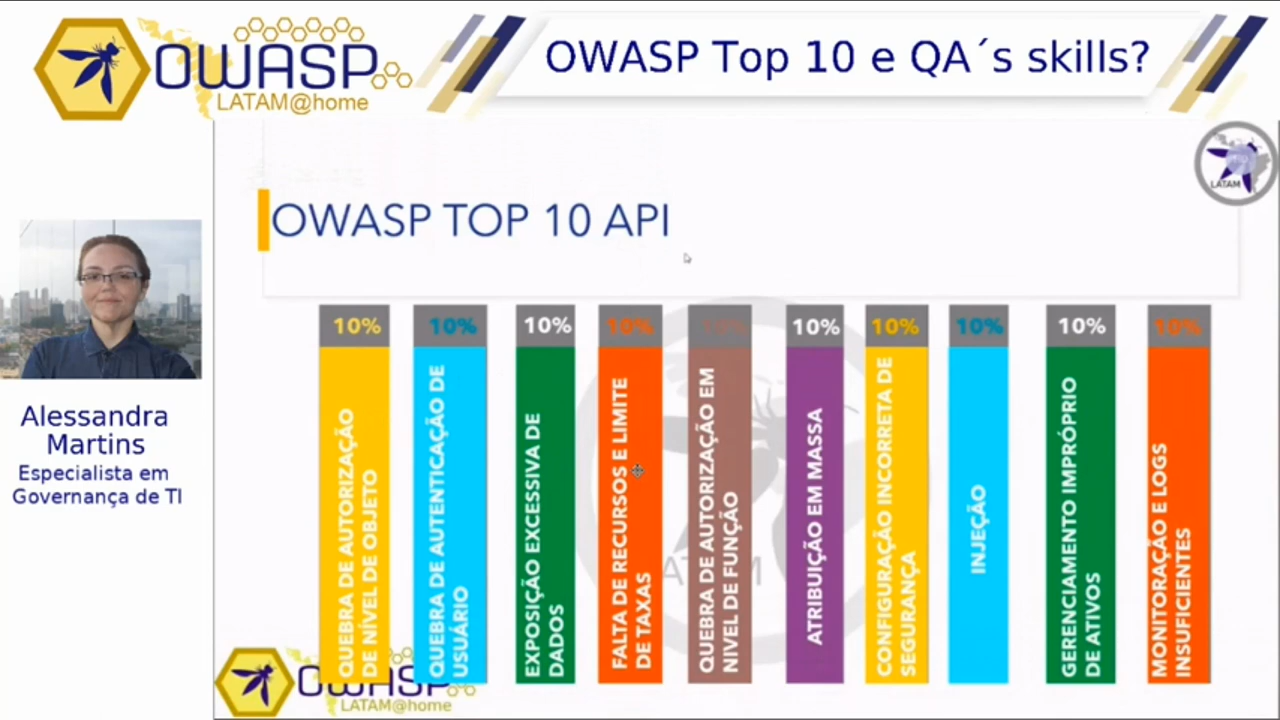 OWASP
LATAM@home
OWASP Top 10 e QA´s skills?
LATAM
OWASP TOP 10 API
Alessandra
Martins
Especialista em
Governança de TI
10%
10%
10%
10%
10%
10%
10%
10%
10%
10%
QUEBRA DE AUTORIZAÇÃO
DE NÍVEL DE OBJETO
QUEBRA DE AUTENTICAÇÃO DE
USUÁRIO
EXPOSIÇÃO EXCESSIVA DE
DADOS
FALTA DE RECURSOS E LIMITE
DE TAXAS
QUEBRA DE AUTORIZAÇÃO EM
NIVEL DE FUNÇÃO
ATRIBUIÇÃO EM MASSA
CONFIGURAÇÃO INCORRETA DE
SEGURANÇA
INJEÇÃO
GERENCIAMENTO IMPRÓPRIO
DE ATIVOS
MONITORAÇÃO E LOGS
INSUFICIENTES
OWASP
LATAM@home